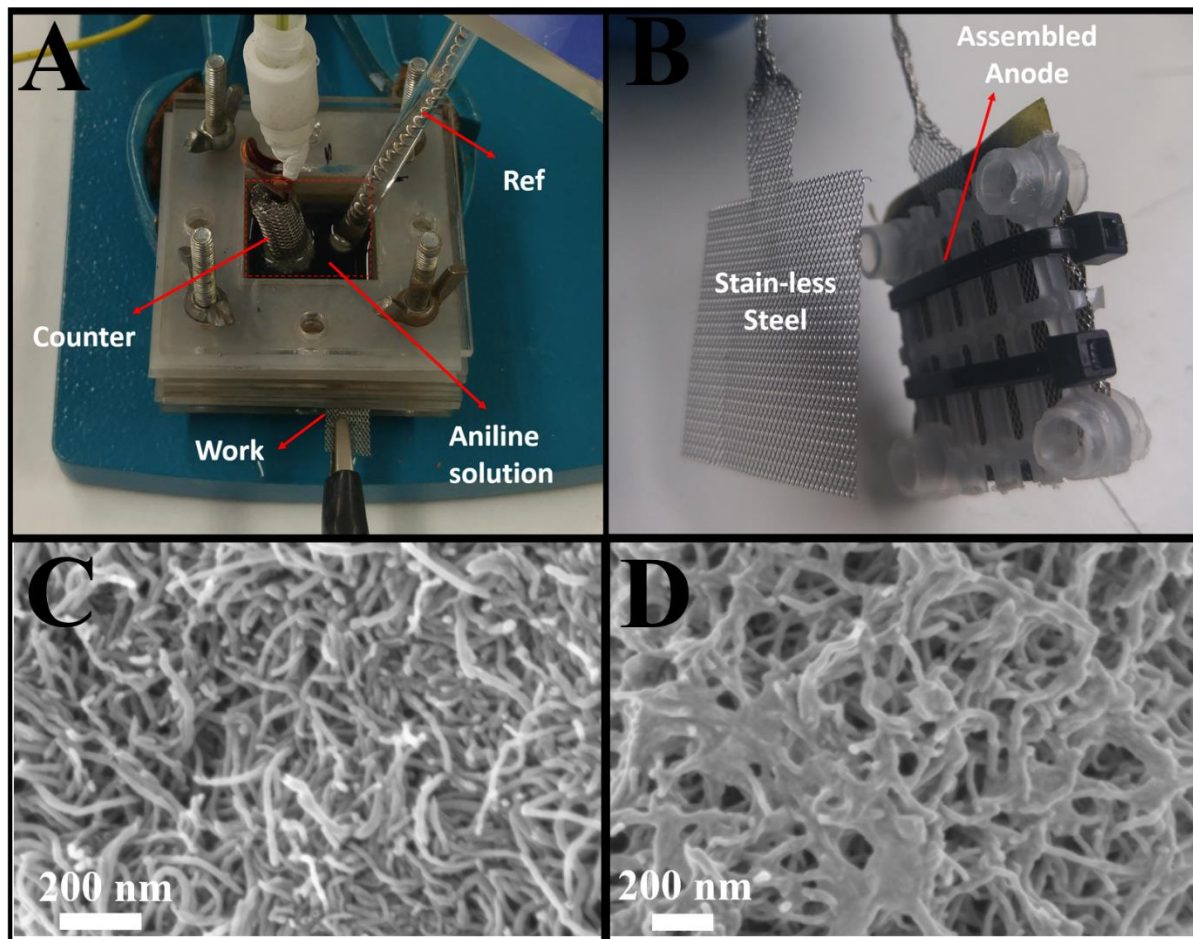 A
Ref
Counter
Work
Aniline
solution
B
Assembled
Anode
Stain-less
Steel
C
200 nm
D
200 nm